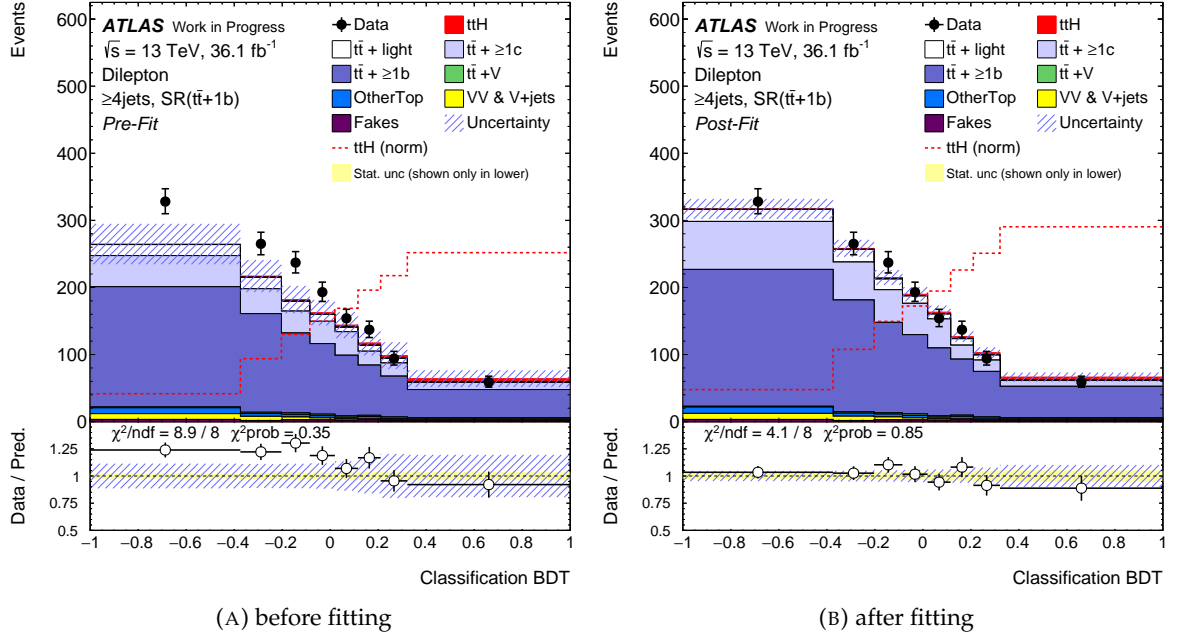 Events
600
500
400
300
200
100
0
ATLAS Work in Progress
√s = 13 TeV, 36.1 fb⁻¹
Dilepton
≥4jets, SR(tt̄+1b)
Pre-Fit
Data
ttH
tt̄ + light
tt̄ + ≥1c
tt̄ + ≥1b
tt̄ +V
OtherTop
VV & V+jets
Fakes
Uncertainty
ttH (norm)
Stat. unc (shown only in lower)
χ²/ndf = 8.9 / 8 χ²prob = 0.35
Data / Pred.
1.25
1
0.75
0.5
−1 −0.8 −0.6 −0.4 −0.2 0 0.2 0.4 0.6 0.8 1
Classification BDT
(A) before fitting
Events
600
500
400
300
200
100
0
ATLAS Work in Progress
√s = 13 TeV, 36.1 fb⁻¹
Dilepton
≥4jets, SR(tt̄+1b)
Post-Fit
Data
ttH
tt̄ + light
tt̄ + ≥1c
tt̄ + ≥1b
tt̄ +V
OtherTop
VV & V+jets
Fakes
Uncertainty
ttH (norm)
Stat. unc (shown only in lower)
χ²/ndf = 4.1 / 8 χ²prob = 0.85
Data / Pred.
1.25
1
0.75
0.5
−1 −0.8 −0.6 −0.4 −0.2 0 0.2 0.4 0.6 0.8 1
Classification BDT
(B) after fitting